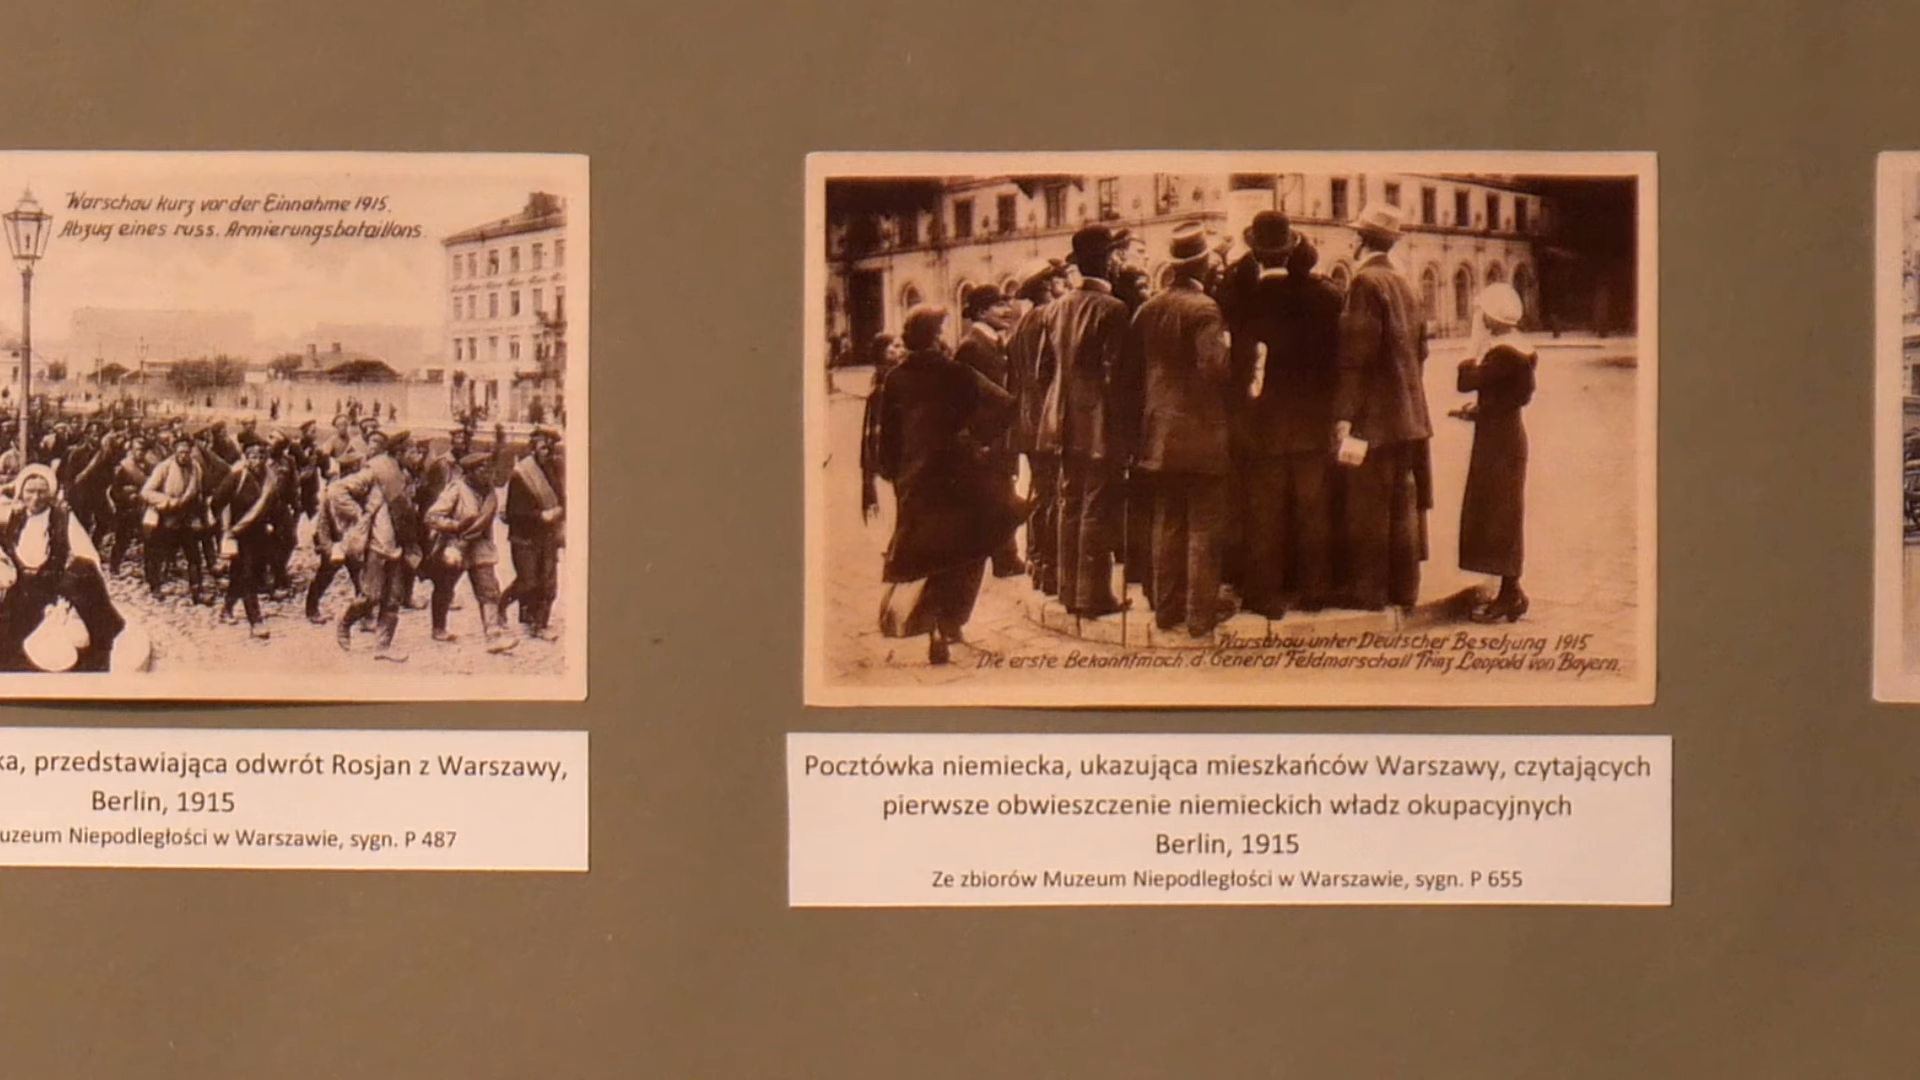 Warschau kurz vor der Einnahme 1915.
Abzug eines russ. Armierungsbataillons.
przedstawiająca odwrót Rosjan z Warszawy,
Berlin, 1915
Niepodległości w Warszawie, sygn. P 487
Warschau unter Deutscher Besetzung 1915
Die erste Bekanntmach. d. General Feldmarschall Prinz Leopold von Bayern.
Pocztówka niemiecka, ukazująca mieszkańców Warszawy, czytających
pierwsze obwieszczenie niemieckich władz okupacyjnych
Berlin, 1915
Ze zbiorów Muzeum Niepodległości w Warszawie, sygn. P 655